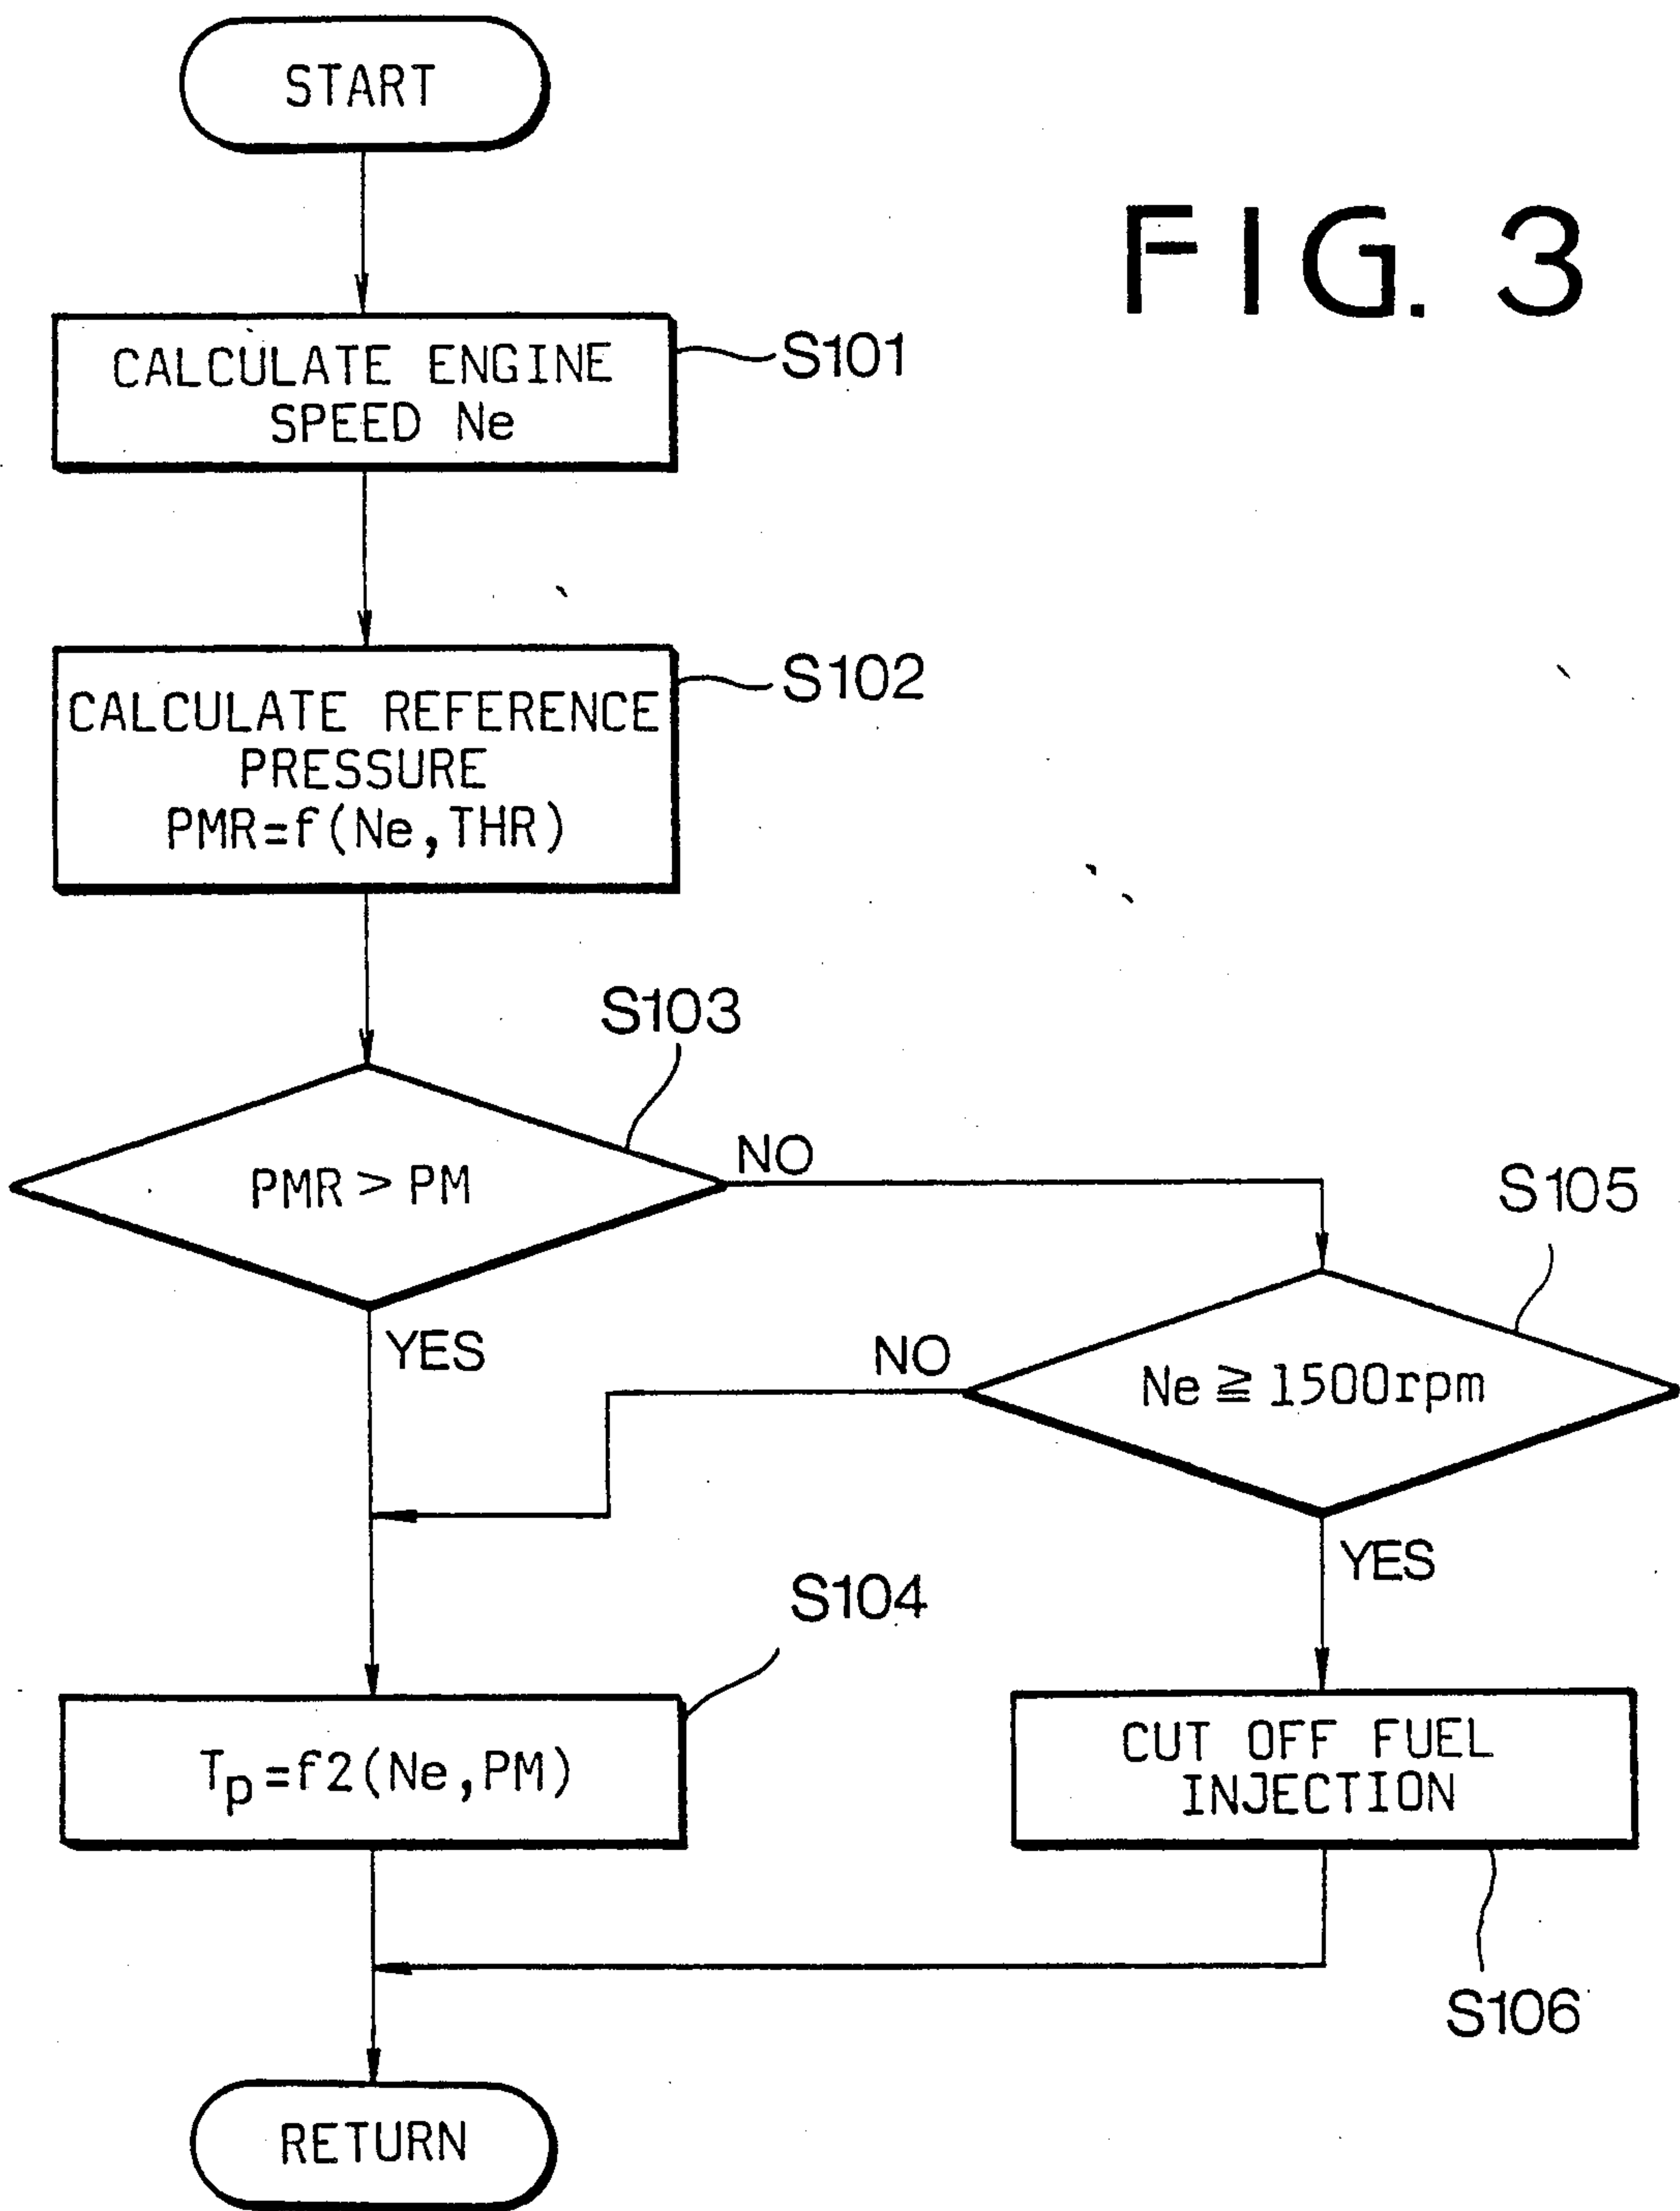 START
FIG. 3
CALCULATE ENGINE
SPEED Ne
S101
CALCULATE REFERENCE
PRESSURE
PMR=f(Ne,THR)
S102
S103
PMR > PM
NO
YES
S105
Ne ≧ 1500rpm
NO
YES
S104
Tp=f2(Ne,PM)
CUT OFF FUEL
INJECTION
S106
RETURN